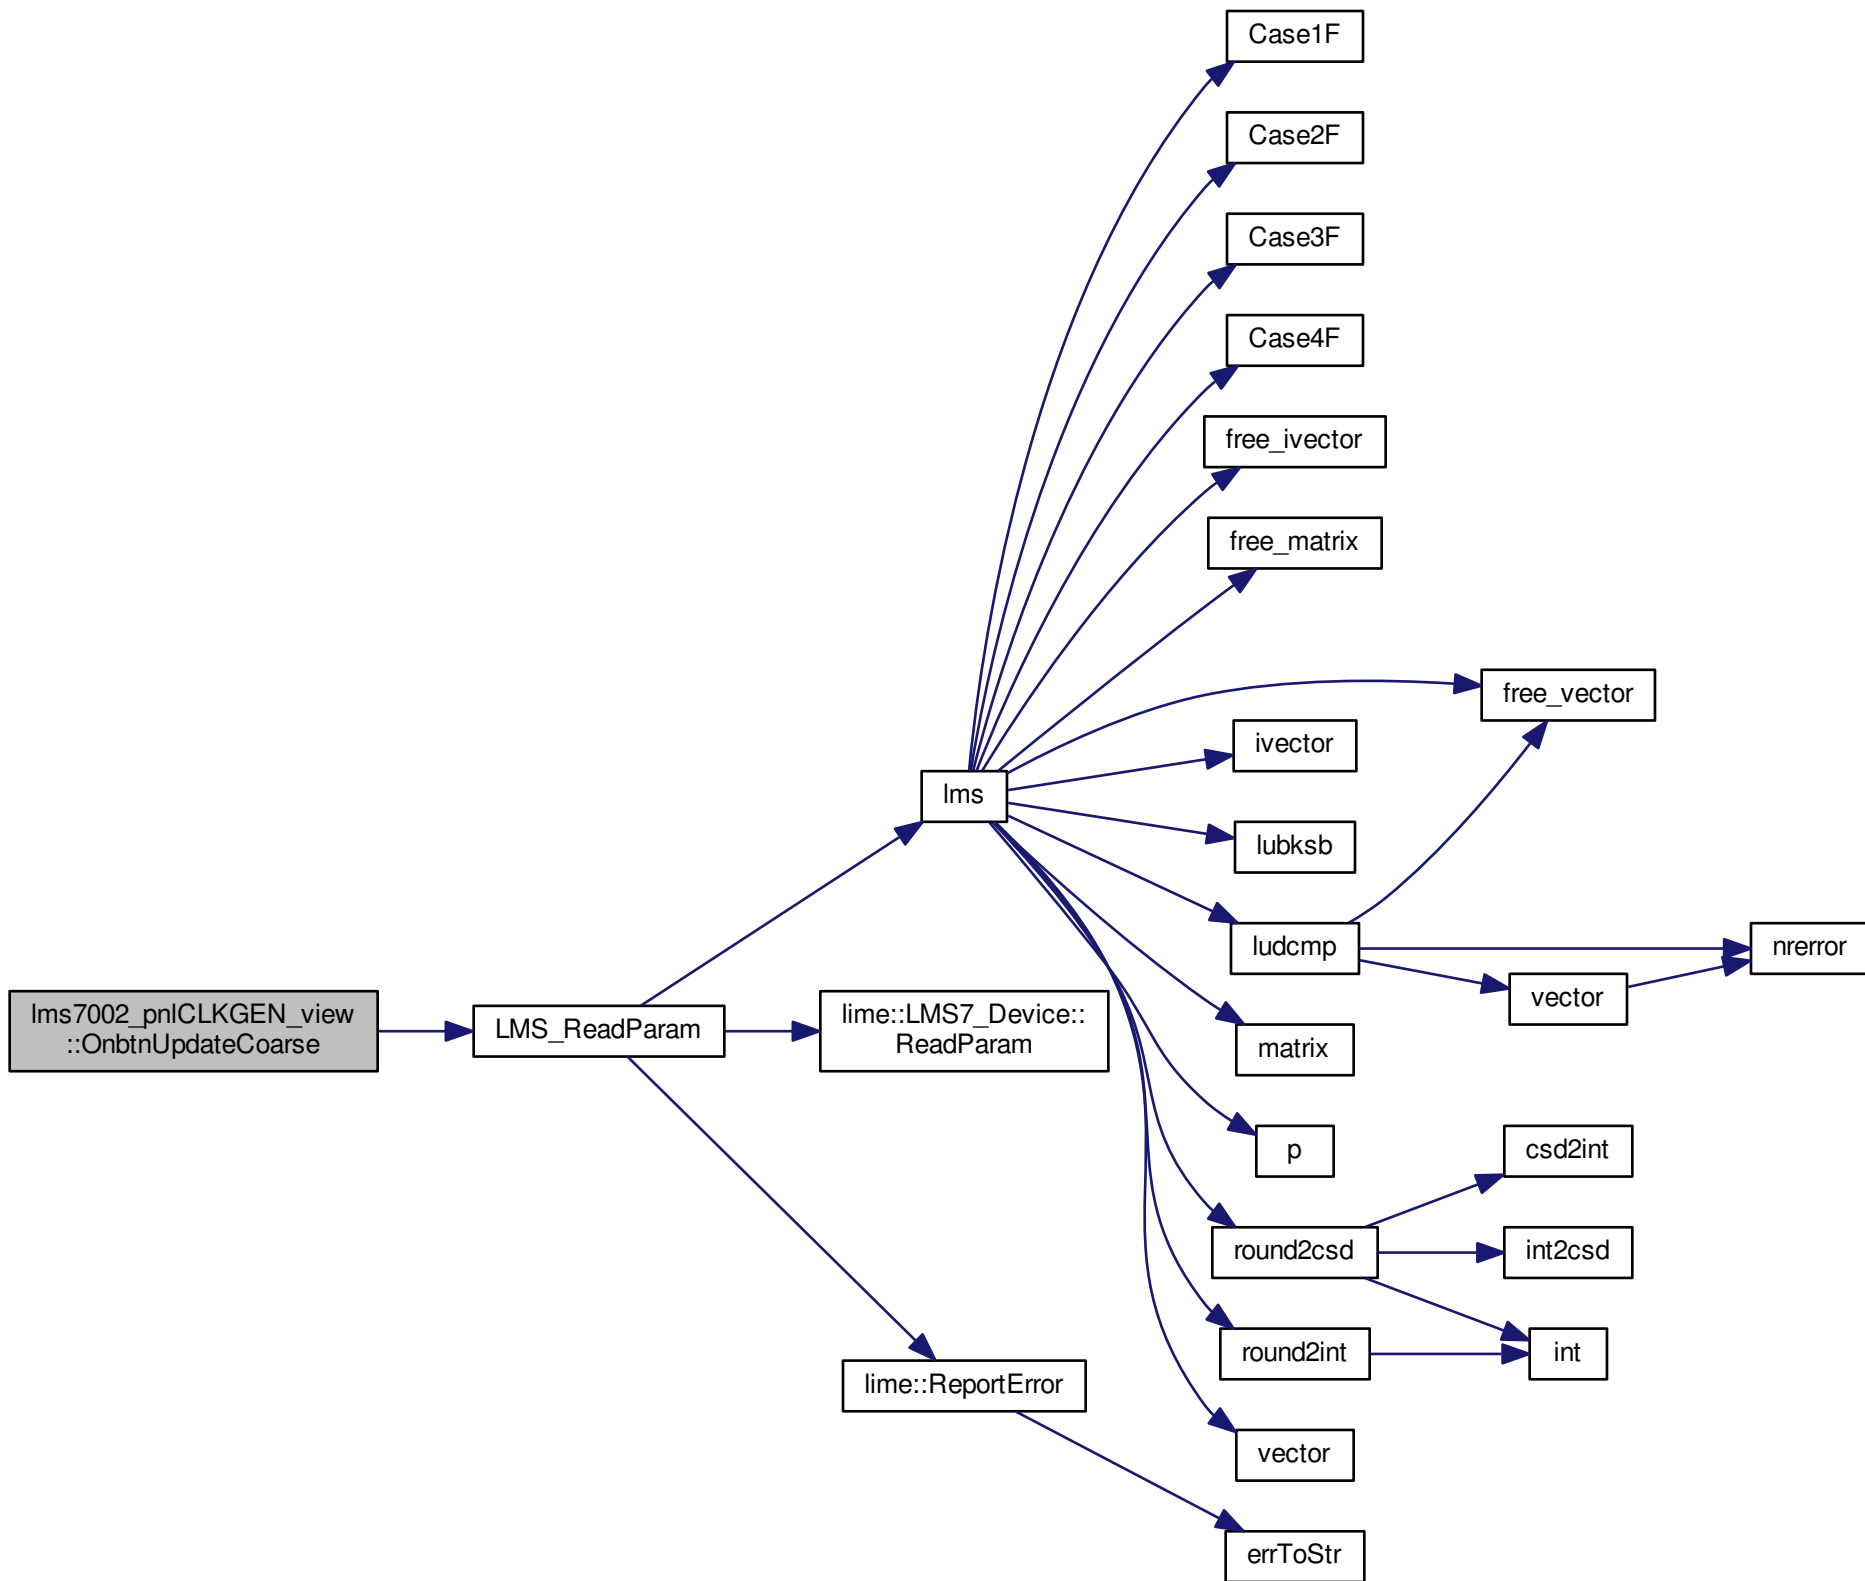 Case1F
Case2F
Case3F
Case4F
free_ivector
free_matrix
free_vector
ivector
lms
lubksb
ludcmp
nrerror
vector
lms7002_pnlCLKGEN_view
::OnbtnUpdateCoarse
LMS_ReadParam
lime::LMS7_Device::
ReadParam
matrix
p
csd2int
round2csd
int2csd
round2int
int
lime::ReportError
vector
errToStr